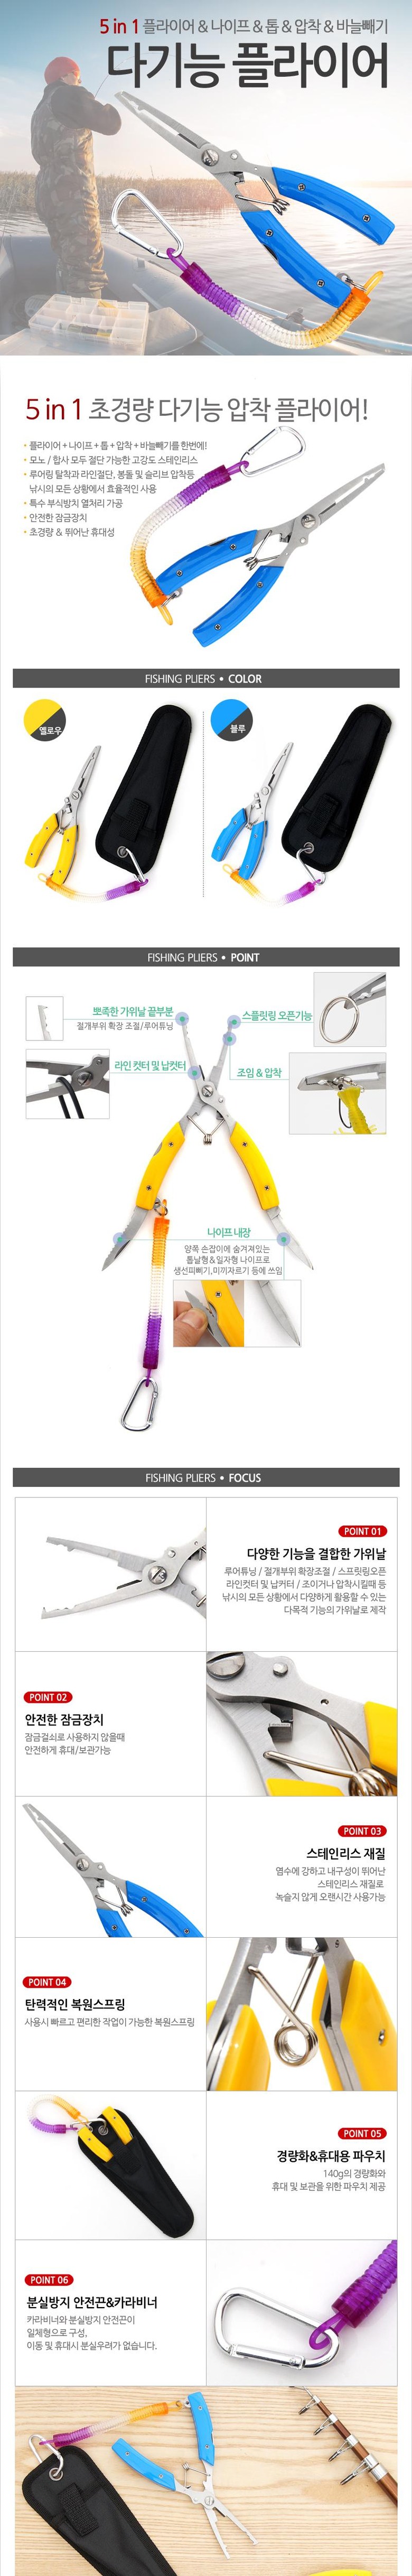 5 in 1 플라이어 & 나이프 & 톱 & 압착 & 바늘빼기
다기능 플라이어
5 in 1 초경량 다기능 압착 플라이어!
• 플라이어 + 나이프 + 톱 + 압착 + 바늘빼기를 한번에!
• 모노 / 합사 모두 절단 가능한 고강도 스테인리스
• 루어링 탈착과 라인절단, 봉돌 및 슬리브 압착등
낚시의 모든 상황에서 효율적인 사용
• 특수 부식방치 열처리 가공
• 안전한 잠금장치
• 초경량 & 뛰어난 휴대성
FISHING PLIERS • COLOR
옐로우
블루
FISHING PLIERS • POINT
뽀족한 가위날 끝부분
절개부위 확장 조절/루어튜닝
스플릿링 오픈기능
라인 컷터 및 납컷터
조임 & 압착
나이프 내장
양쪽 손잡이에 숨겨져있는
톱날형&일자형 나이프로
생선피빼기,미끼자르기 등에 쓰임
FISHING PLIERS • FOCUS
POINT 01
다양한 기능을 결합한 가위날
루어튜닝 / 절개부위 확장조절 / 스프릿링오픈
라인컷터 및 납커터 / 조이거나 압착시킬때 등
낚시의 모든 상황에서 다양하게 활용할 수 있는
다목적 기능의 가위날로 제작
POINT 02
안전한 잠금장치
잠금걸쇠로 사용하지 않을때
안전하게 휴대/보관가능
POINT 03
스테인리스 재질
염수에 강하고 내구성이 뛰어난
스테인리스 재질로
녹슬지 않게 오랜시간 사용가능
POINT 04
탄력적인 복원스프링
사용시 빠르고 편리한 작업이 가능한 복원스프링
POINT 05
경량화&휴대용 파우치
140g의 경량화와
휴대 및 보관을 위한 파우치 제공
POINT 06
분실방지 안전끈&카라비너
카라비너와 분실방지 안전끈이
일체형으로 구성,
이동 및 휴대시 분실우려가 없습니다.